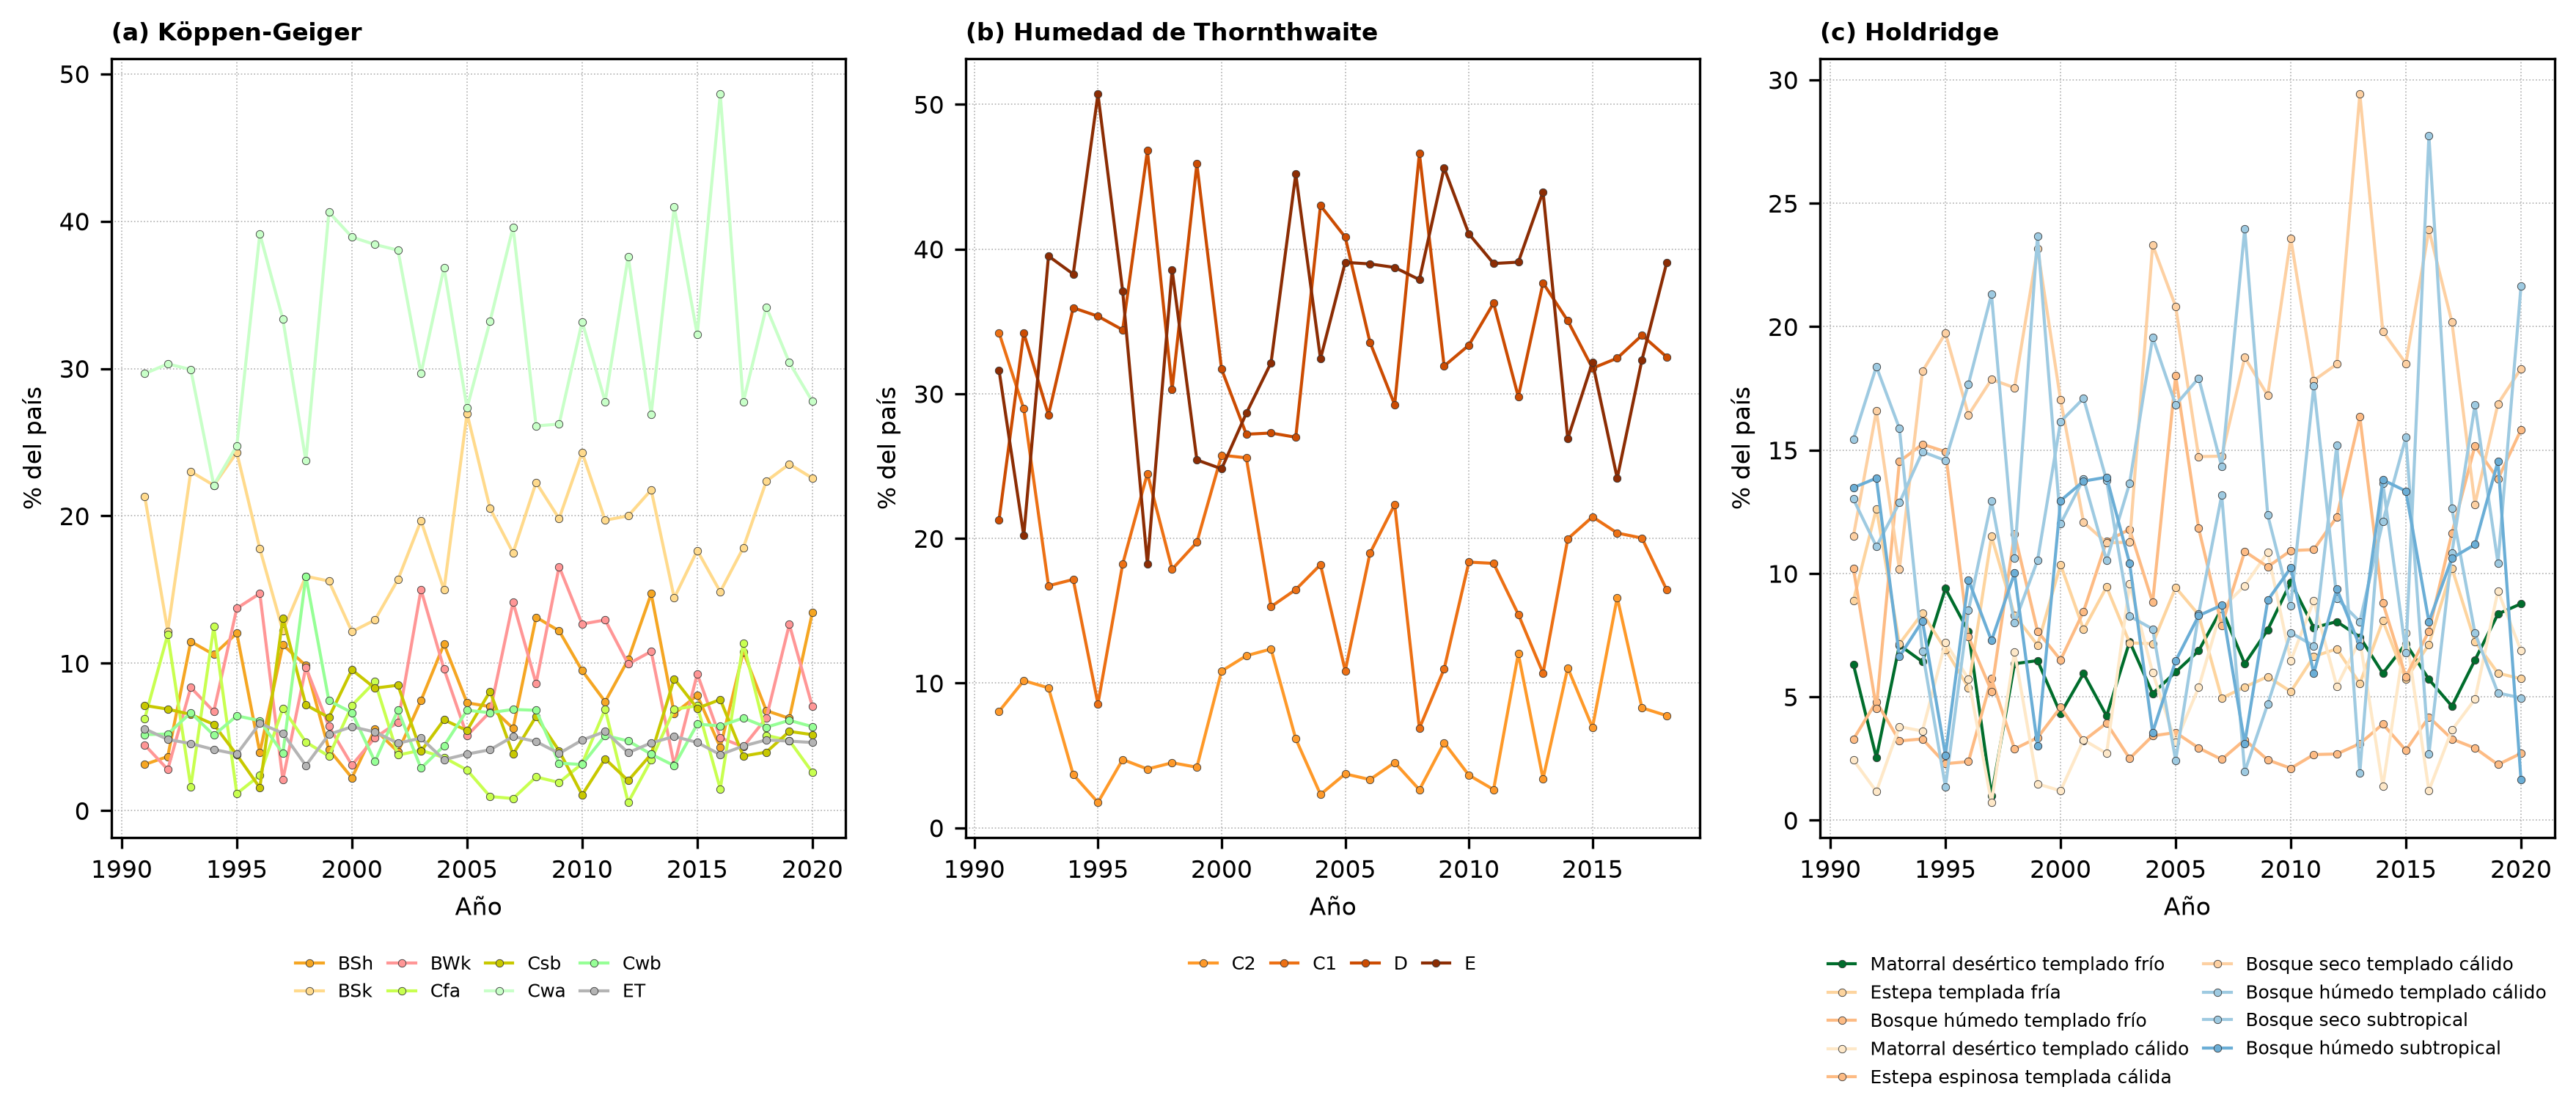 (a) Köppen-Geiger
(b) Humedad de Thornthwaite
(c) Holdridge
50
40
30
20
10
0
% del país
1990 1995 2000 2005 2010 2015 2020
Año
BSh BWk Csb Cwb
BSk Cfa Cwa ET
50
40
30
20
10
0
% del país
1990 1995 2000 2005 2010 2015
Año
C2 C1 D E
30
25
20
15
10
5
0
% del país
1990 1995 2000 2005 2010 2015 2020
Año
Matorral desértico templado frío
Estepa templada fría
Bosque húmedo templado frío
Matorral desértico templado cálido
Estepa espinosa templada cálida
Bosque seco templado cálido
Bosque húmedo templado cálido
Bosque seco subtropical
Bosque húmedo subtropical